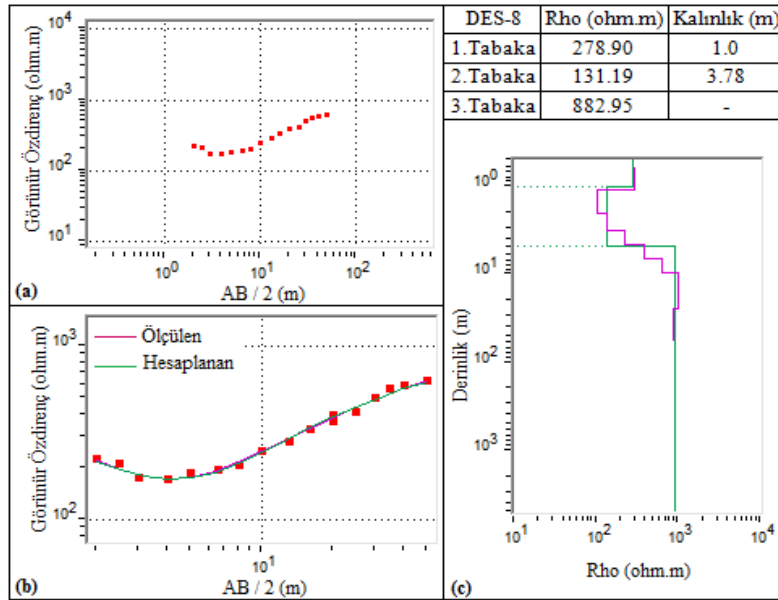 Görünür Özdirenç (ohm.m)
10⁴
10³
10²
10¹
10⁰ 10¹ 10²
AB / 2 (m)
(a)
DES-8 Rho (ohm.m) Kalınlık (m)
1.Tabaka 278.90 1.0
2.Tabaka 131.19 3.78
3.Tabaka 882.95 -
Görünür Özdirenç (ohm.m)
10³
10²
Ölçülen
Hesaplanan
10¹
AB / 2 (m)
(b)
Derinlik (m)
10⁰
10¹
10²
10³
10¹ 10² 10³ 10⁴
Rho (ohm.m)
(c)